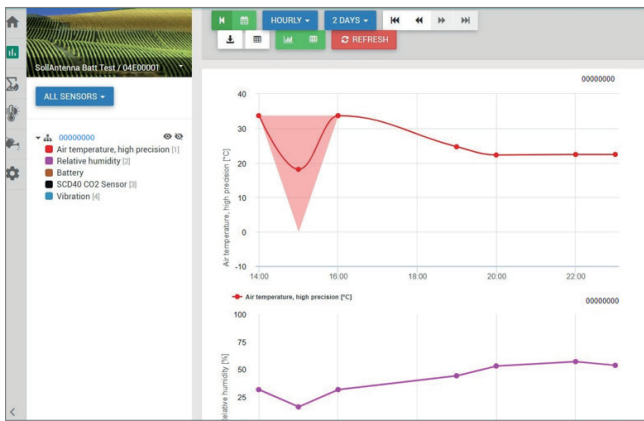 HOURLY
2 DAYS
REFRESH
SoilAntenna Batt Test / 04E00001
ALL SENSORS
00000000
Air temperature, high precision [1]
Relative humidity [2]
Battery
SCD40 CO2 Sensor [3]
Vibration [4]
00000000
Air temperature, high precision [°C]
40
30
20
10
0
-10
14:00 16:00 18:00 20:00 22:00
Air temperature, high precision [°C]
00000000
elative humidity [%]
100
75
50
25